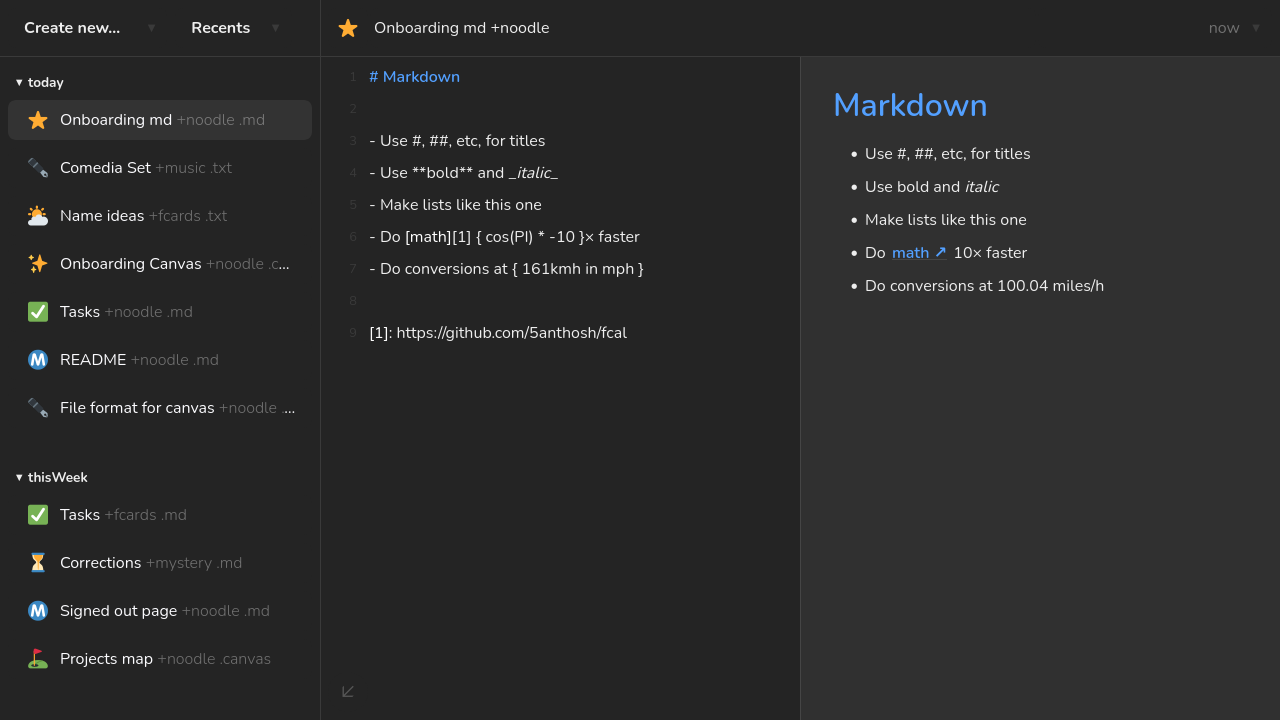 Create new... ▼ Recents ▼
Onboarding md +noodle
now ▼
▼ today
Onboarding md +noodle .md
Comedia Set +music .txt
Name ideas +fcards .txt
Onboarding Canvas +noodle .c...
Tasks +noodle .md
README +noodle .md
File format for canvas +noodle ...
▼ thisWeek
Tasks +fcards .md
Corrections +mystery .md
Signed out page +noodle .md
Projects map +noodle .canvas
1 # Markdown
2
3 - Use #, ##, etc, for titles
4 - Use **bold** and _italic_
5 - Make lists like this one
6 - Do [math][1] { cos(PI) * -10 }× faster
7 - Do conversions at { 161kmh in mph }
8
9 [1]: https://github.com/5anthosh/fcal
Markdown
• Use #, ##, etc, for titles
• Use bold and italic
• Make lists like this one
• Do math ↗ 10× faster
• Do conversions at 100.04 miles/h